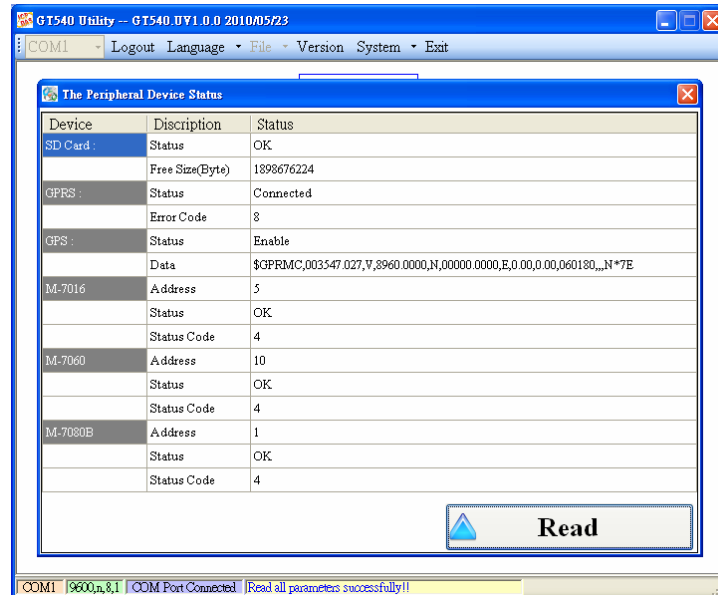 GT540 Utility -- GT540.UV1.0.0 2010/05/23
COM1 Logout Language File Version System Exit
The Peripheral Device Status
Device Discription Status
SD Card : Status OK
Free Size(Byte) 1898676224
GPRS : Status Connected
Error Code 8
GPS : Status Enable
Data $GPRMC,003547.027,V,8960.0000,N,00000.0000,E,0.00,0.00,060180,,,N*7E
M-7016 Address 5
Status OK
Status Code 4
M-7060 Address 10
Status OK
Status Code 4
M-7080B Address 1
Status OK
Status Code 4
Read
COM1 9600,n,8,1 COM Port Connected Read all parameters successfully!!